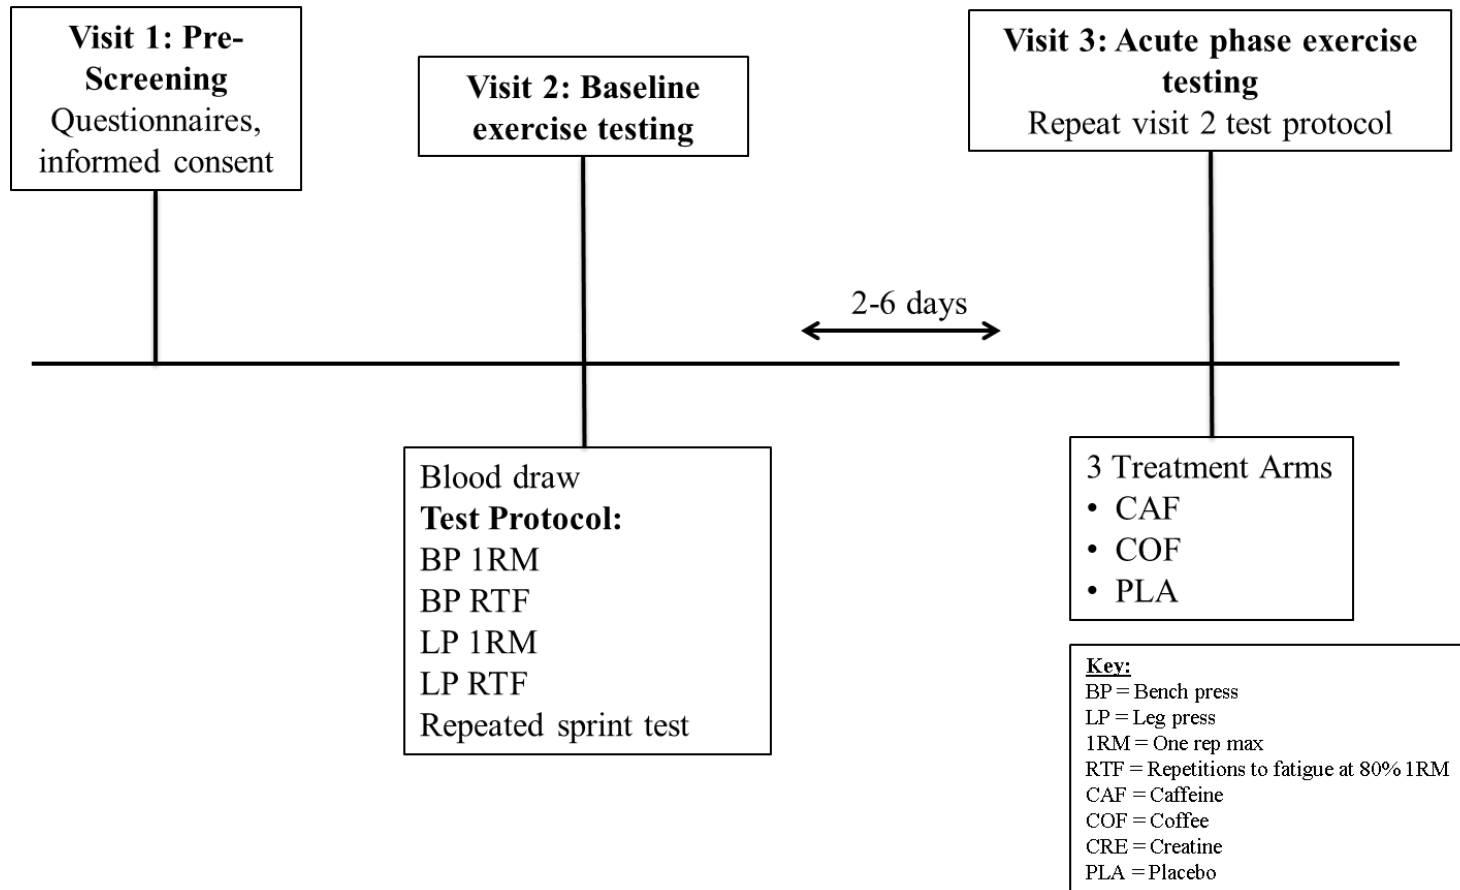 Visit 1: Pre-
Screening
Questionnaires,
informed consent
Visit 2: Baseline
exercise testing
Visit 3: Acute phase exercise
testing
Repeat visit 2 test protocol
2-6 days
Blood draw
Test Protocol:
BP 1RM
BP RTF
LP 1RM
LP RTF
Repeated sprint test
3 Treatment Arms
• CAF
• COF
• PLA
Key:
BP = Bench press
LP = Leg press
1RM = One rep max
RTF = Repetitions to fatigue at 80% 1RM
CAF = Caffeine
COF = Coffee
CRE = Creatine
PLA = Placebo